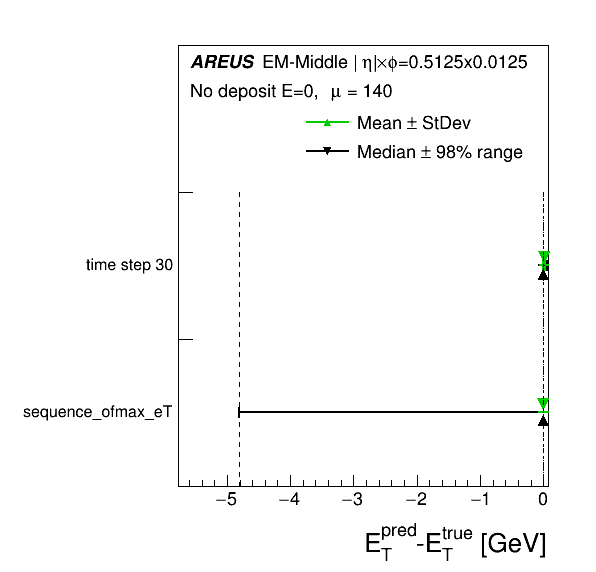 AREUS EM-Middle | η|×ϕ=0.5125x0.0125
No deposit E=0, μ = 140
Mean ± StDev
Median ± 98% range
time step 30
sequence_ofmax_eT
−5 −4 −3 −2 −1 0
E_T^pred-E_T^true [GeV]